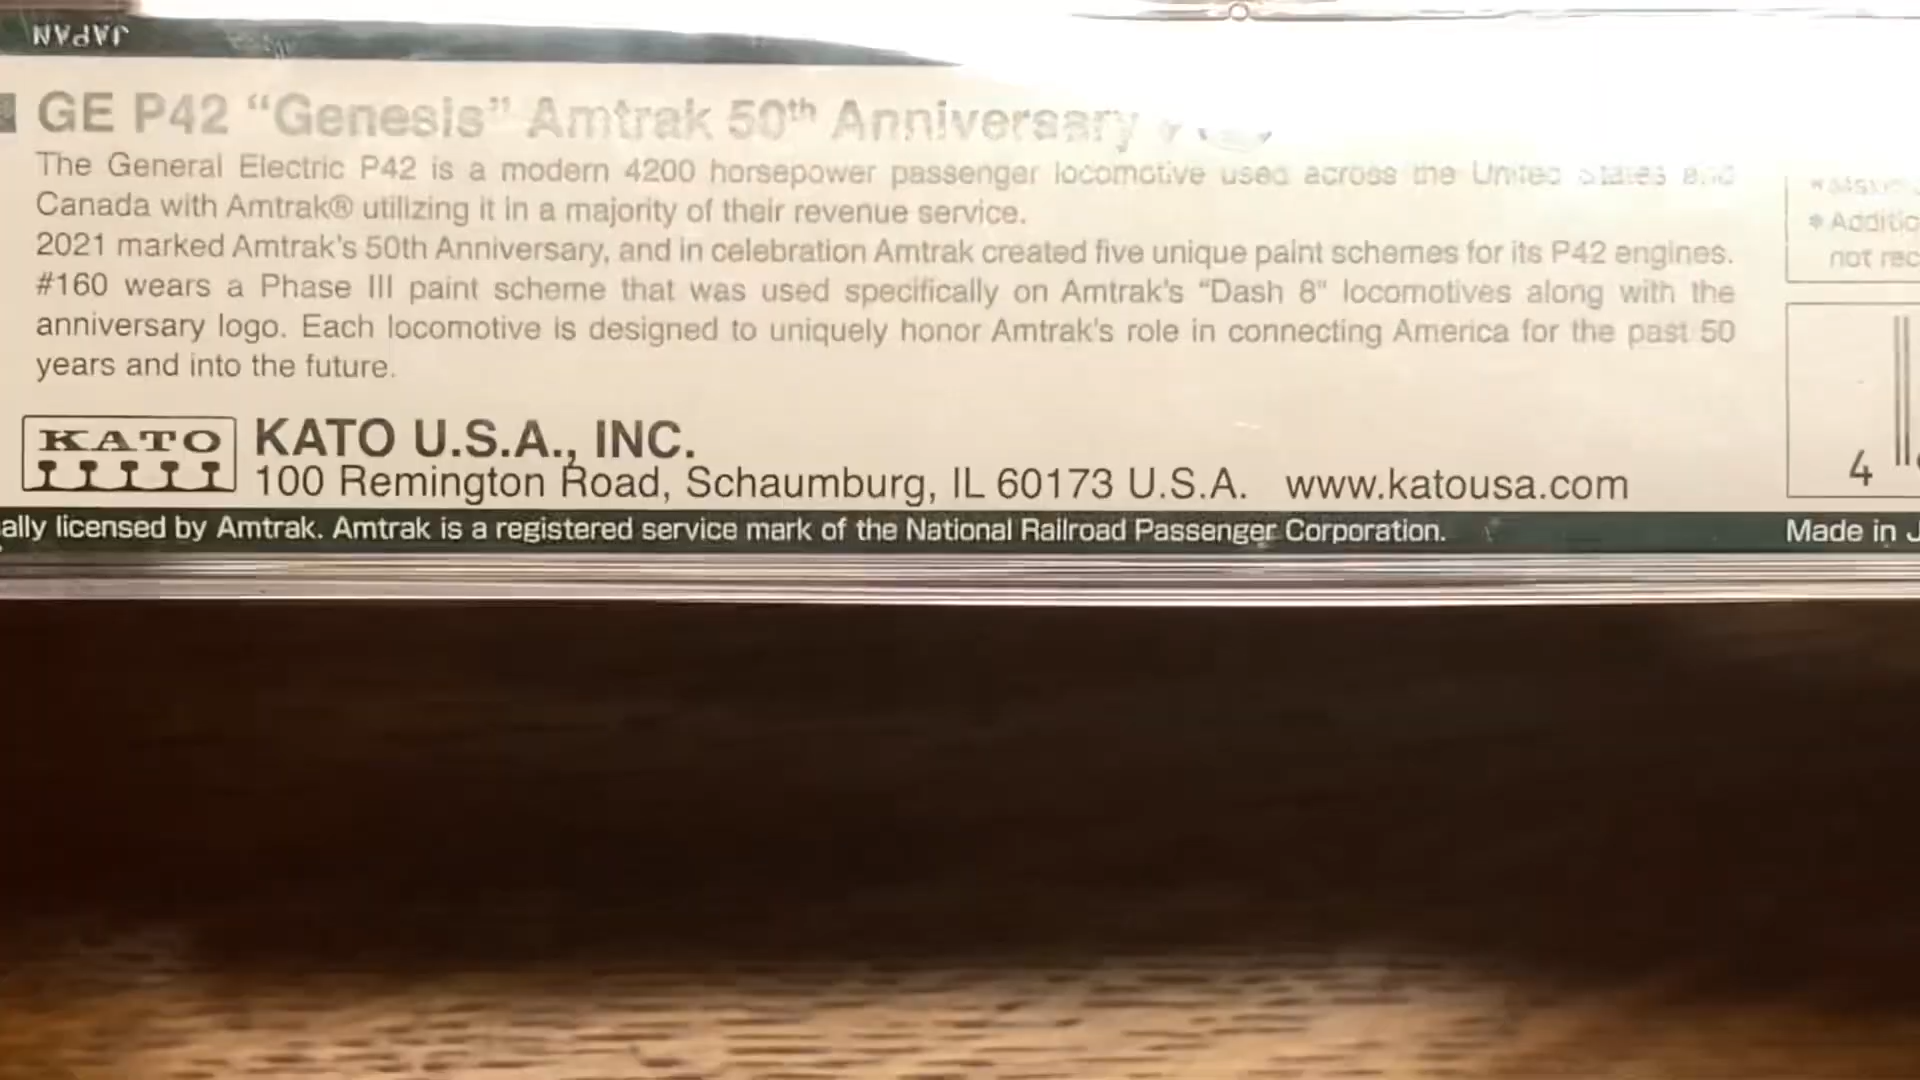 JAPAN
GE P42 “Genesis” Amtrak 50th Anniversary
The General Electric P42 is a modern 4200 horsepower passenger locomotive used across the United States and
Canada with Amtrak® utilizing it in a majority of their revenue service.
2021 marked Amtrak's 50th Anniversary, and in celebration Amtrak created five unique paint schemes for its P42 engines.
#160 wears a Phase III paint scheme that was used specifically on Amtrak's “Dash 8" locomotives along with the
anniversary logo. Each locomotive is designed to uniquely honor Amtrak's role in connecting America for the past 50
years and into the future.
KATO
KATO U.S.A., INC.
100 Remington Road, Schaumburg, IL 60173 U.S.A. www.katousa.com
ally licensed by Amtrak. Amtrak is a registered service mark of the National Railroad Passenger Corporation.
* Additio
not rec
4
Made in J